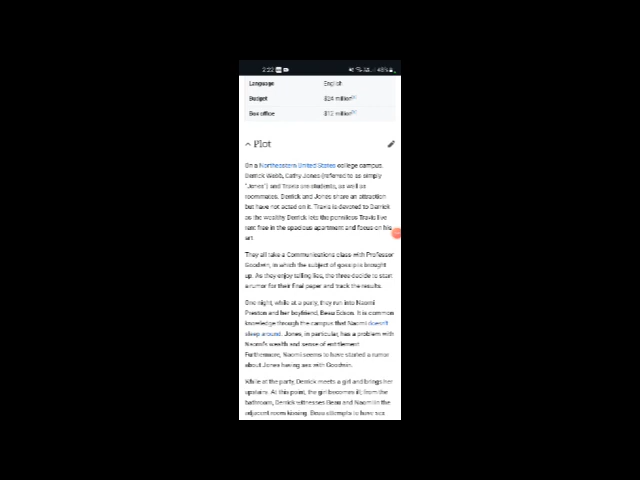 2:22
Language English
Budget $24 million
Box office $12 million
Plot
On a Northeastern United States college campus,
Derrick Webb, Cathy Jones (referred to as simply
"Jones") and Travis are students, as well as
roommates. Derrick and Jones share an attraction
but have not acted on it. Travis is devoted to Derrick
as the wealthy Derrick lets the penniless Travis live
rent free in the spacious apartment and focus on his
art.
They all take a Communications class with Professor
Goodwin, in which the subject of gossip is brought
up. As they enjoy telling lies, the three decide to start
a rumor for their final paper and track the results.
One night, while at a party, they run into Naomi
Preston and her boyfriend, Beau Edson. It is common
knowledge through the campus that Naomi doesn't
sleep around. Jones, in particular, has a problem with
Naomi's wealth and sense of entitlement.
Furthermore, Naomi seems to have started a rumor
about Jones having sex with Goodwin.
While at the party, Derrick meets a girl and brings her
upstairs. At this point, the girl becomes ill; from the
bathroom, Derrick witnesses Beau and Naomi in the
adjacent room kissing. Beau attempts to have sex